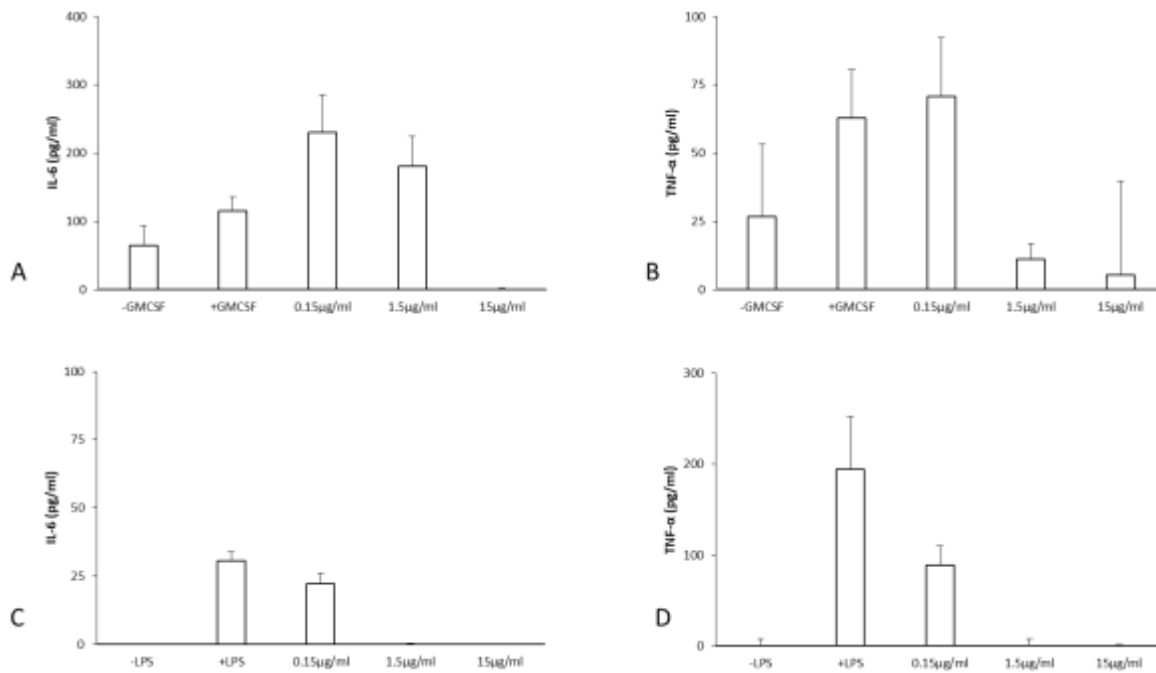 400
300
200
100
0
IL-6 (pg/ml)
A
-GMCSF +GMCSF 0.15µg/ml 1.5µg/ml 15µg/ml
100
75
50
25
0
TNF-α (pg/ml)
B
-GMCSF +GMCSF 0.15µg/ml 1.5µg/ml 15µg/ml
100
75
50
25
0
IL-6 (pg/ml)
C
-LPS +LPS 0.15µg/ml 1.5µg/ml 15µg/ml
300
200
100
0
TNF-α (pg/ml)
D
-LPS +LPS 0.15µg/ml 1.5µg/ml 15µg/ml